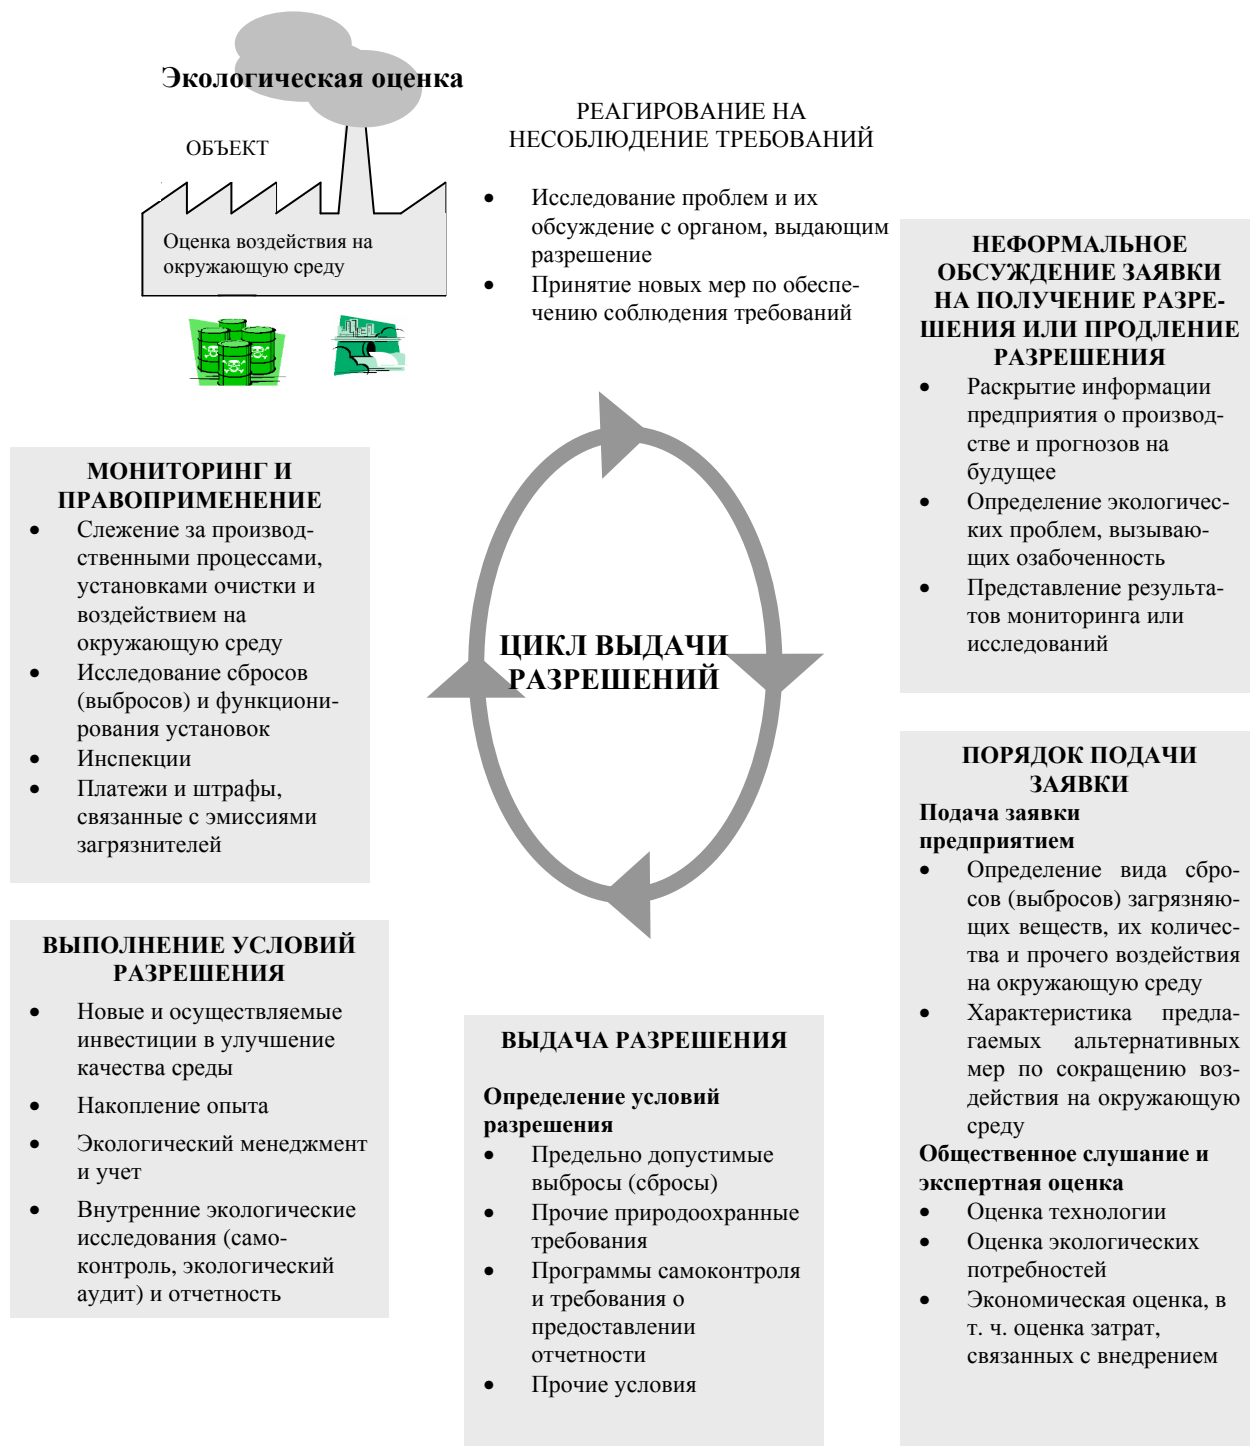 Экологическая оценка
ОБЪЕКТ
Оценка воздействия на
окружающую среду
РЕАГИРОВАНИЕ НА
НЕСОБЛЮДЕНИЕ ТРЕБОВАНИЙ
• Исследование проблем и их
обсуждение с органом, выдающим
разрешение
• Принятие новых мер по обеспе-
чению соблюдения требований
НЕФОРМАЛЬНОЕ
ОБСУЖДЕНИЕ ЗАЯВКИ
НА ПОЛУЧЕНИЕ РАЗРЕ-
ШЕНИЯ ИЛИ ПРОДЛЕНИЕ
РАЗРЕШЕНИЯ
• Раскрытие информации
предприятия о производ-
стве и прогнозов на
будущее
• Определение экологичес-
ких проблем, вызываю-
щих озабоченность
• Представление результа-
тов мониторинга или
исследований
ЦИКЛ ВЫДАЧИ
РАЗРЕШЕНИЙ
МОНИТОРИНГ И
ПРАВОПРИМЕНЕНИЕ
• Слежение за производ-
ственными процессами,
установками очистки и
воздействием на
окружающую среду
• Исследование сбросов
(выбросов) и функциони-
рования установок
• Инспекции
• Платежи и штрафы,
связанные с эмиссиями
загрязнителей
ПОРЯДОК ПОДАЧИ
ЗАЯВКИ
Подача заявки
предприятием
• Определение вида сбро-
сов (выбросов) загрязняю-
щих веществ, их количес-
тва и прочего воздействия
на окружающую среду
• Характеристика предла-
гаемых альтернативных
мер по сокращению воз-
действия на окружающую
среду
Общественное слушание и
экспертная оценка
• Оценка технологии
• Оценка экологических
потребностей
• Экономическая оценка, в
т. ч. оценка затрат,
связанных с внедрением
ВЫПОЛНЕНИЕ УСЛОВИЙ
РАЗРЕШЕНИЯ
• Новые и осуществляемые
инвестиции в улучшение
качества среды
• Накопление опыта
• Экологический менеджмент
и учет
• Внутренние экологические
исследования (само-
контроль, экологический
аудит) и отчетность
ВЫДАЧА РАЗРЕШЕНИЯ
Определение условий
разрешения
• Предельно допустимые
выбросы (сбросы)
• Прочие природоохранные
требования
• Программы самоконтроля
и требования о
предоставлении
отчетности
• Прочие условия